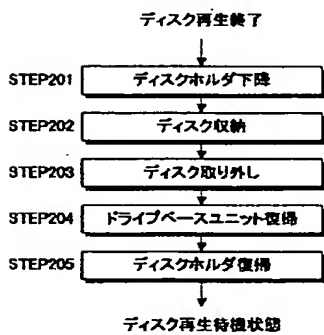 ディスク再生終了
STEP201 ディスクホルダ下降
STEP202 ディスク収納
STEP203 ディスク取り外し
STEP204 ドライブベースユニット復帰
STEP205 ディスクホルダ復帰
ディスク再生待機状態